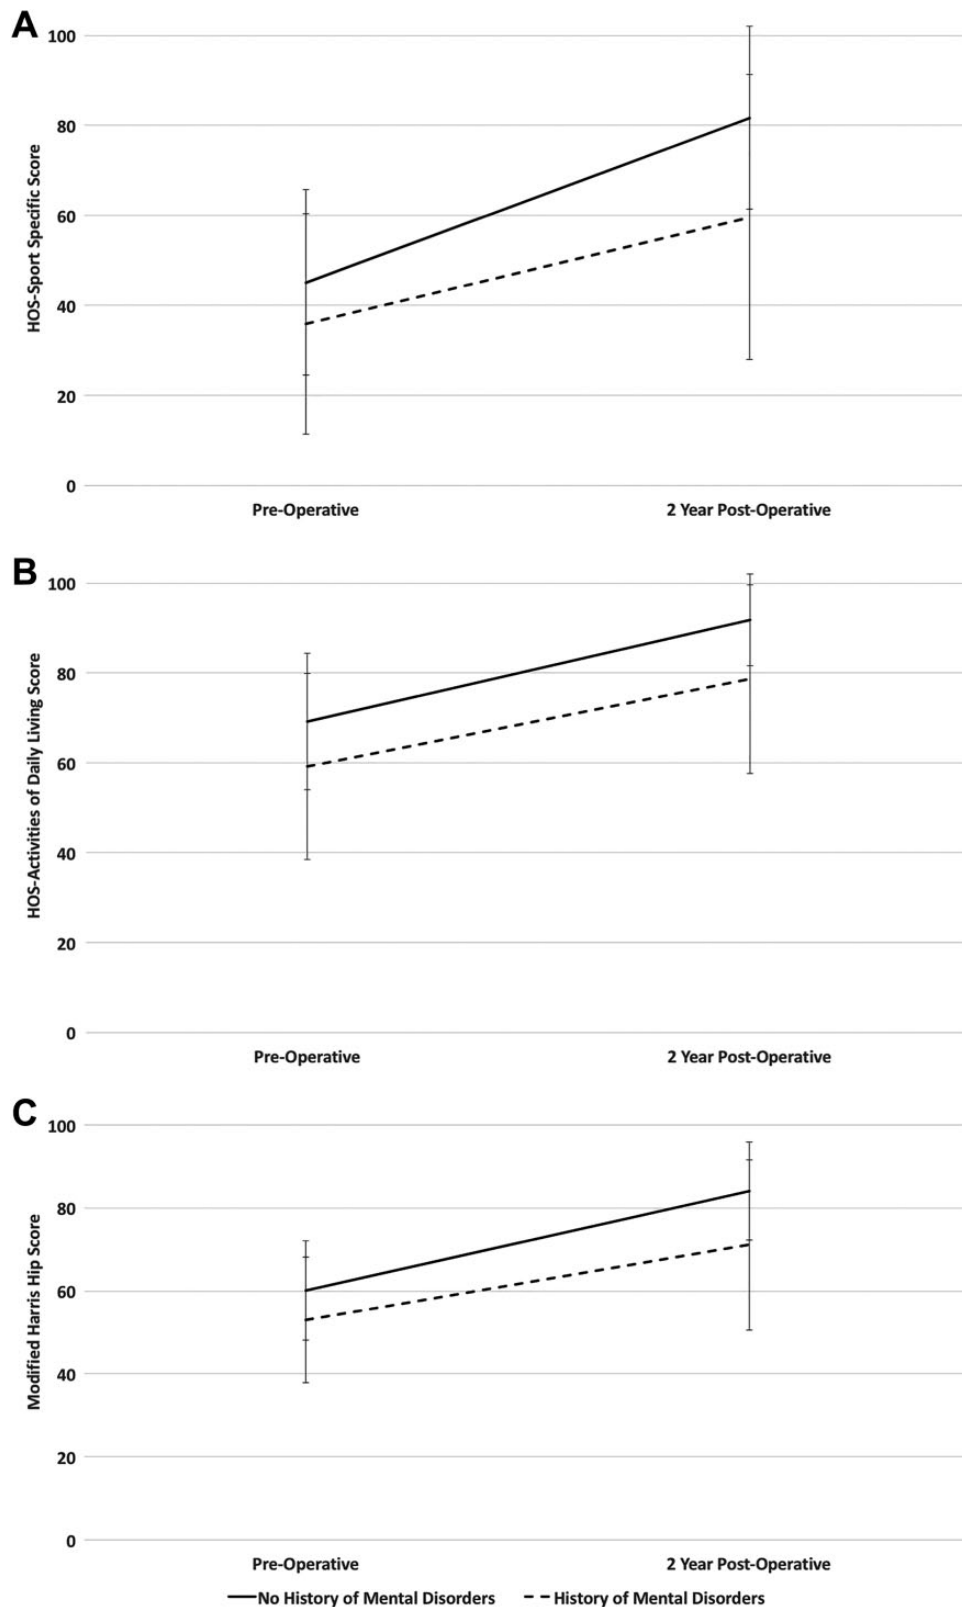 A
100
80
60
40
20
0
HOS-Sport Specific Score
Pre-Operative 2 Year Post-Operative
B
100
80
60
40
20
0
HOS-Activities of Daily Living Score
Pre-Operative 2 Year Post-Operative
C
100
80
60
40
20
0
Modified Harris Hip Score
Pre-Operative 2 Year Post-Operative
No History of Mental Disorders History of Mental Disorders